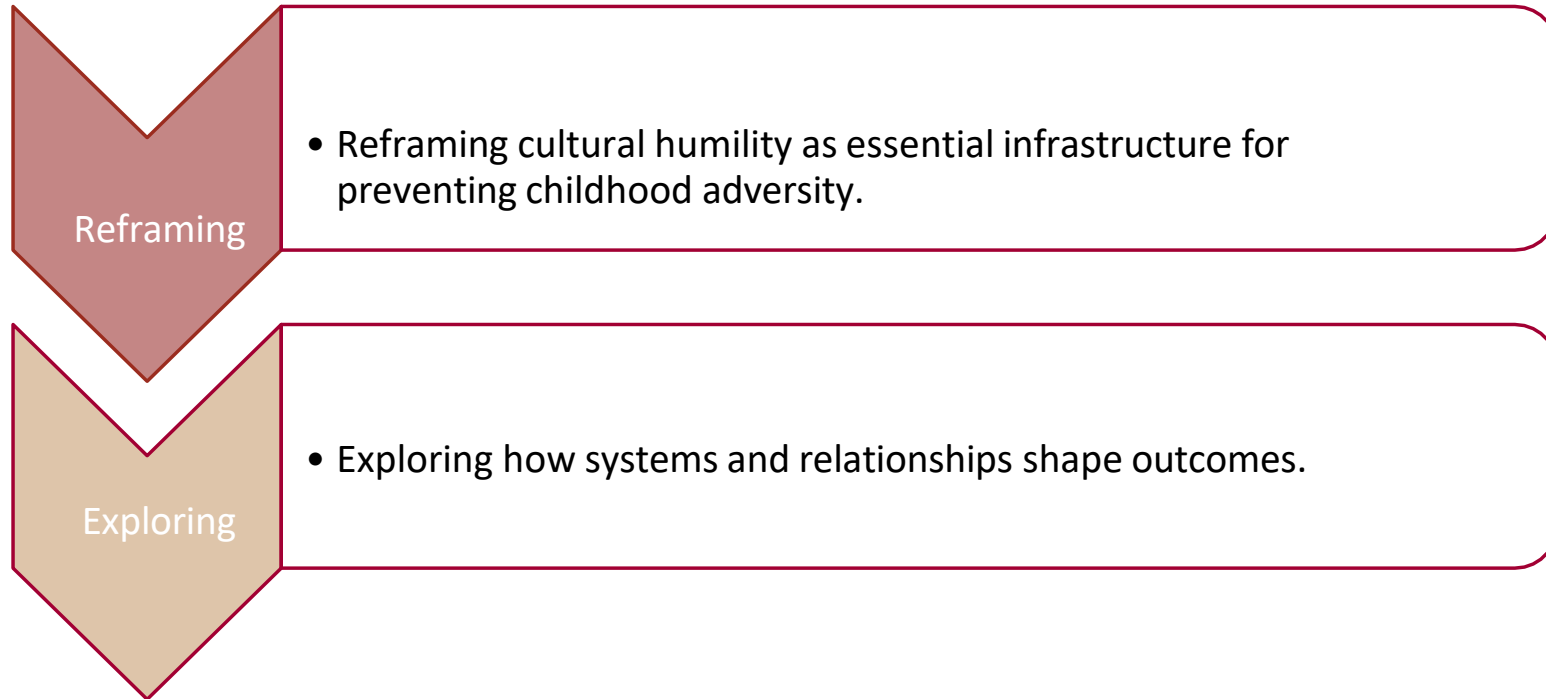 Reframing
• Reframing cultural humility as essential infrastructure for
preventing childhood adversity.
Exploring
• Exploring how systems and relationships shape outcomes.